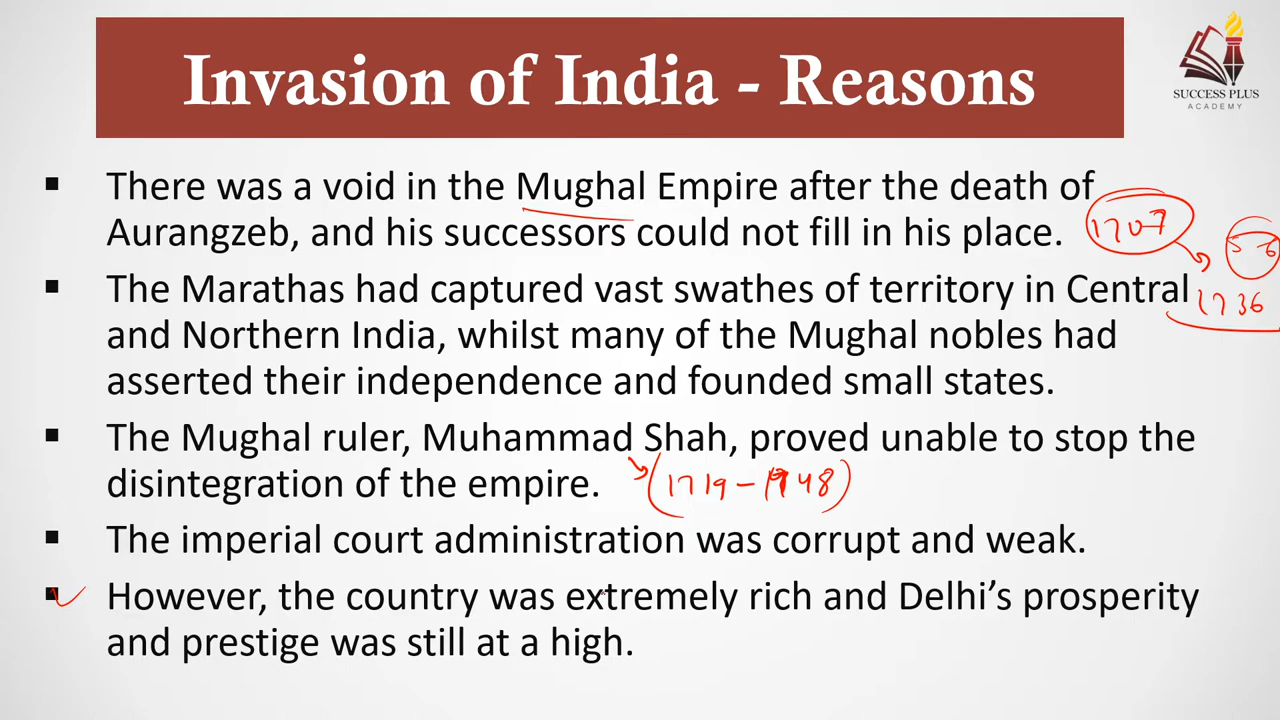 Invasion of India - Reasons
SUCCESS PLUS
ACADEMY
▪ There was a void in the Mughal Empire after the death of
Aurangzeb, and his successors could not fill in his place.
1707
56
▪ The Marathas had captured vast swathes of territory in Central
1736
and Northern India, whilst many of the Mughal nobles had
asserted their independence and founded small states.
▪ The Mughal ruler, Muhammad Shah, proved unable to stop the
disintegration of the empire.
(1719 - 1748)
▪ The imperial court administration was corrupt and weak.
▪ However, the country was extremely rich and Delhi’s prosperity
and prestige was still at a high.